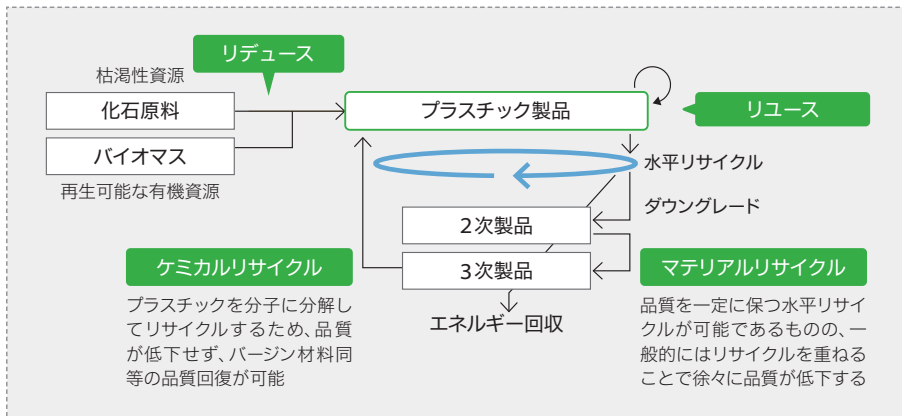 リデュース
枯渇性資源
化石原料
プラスチック製品
リユース
バイオマス
再生可能な有機資源
水平リサイクル
ダウングレード
2次製品
ケミカルリサイクル
3次製品
マテリアルリサイクル
プラスチックを分子に分解し
てリサイクルするため、品質
が低下せず、バージン材料同
等の品質回復が可能
エネルギー回収
品質を一定に保つ水平リサイ
クルが可能であるものの、一
般的にはリサイクルを重ねる
ことで徐々に品質が低下する